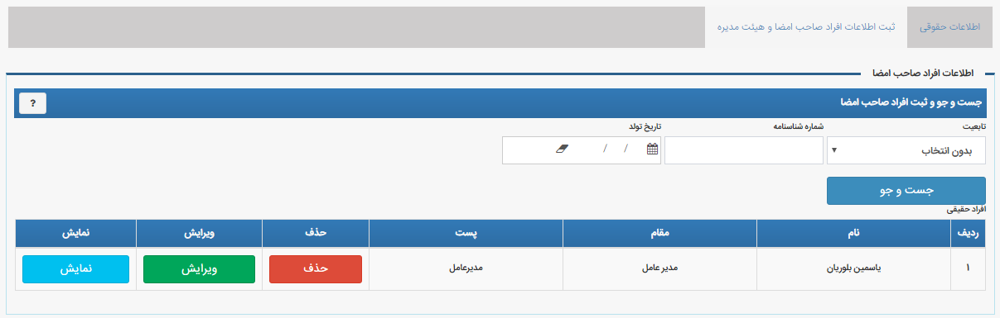 اطلاعات حقوقی
ثبت اطلاعات افراد صاحب امضا و هیئت مدیره
اطلاعات افراد صاحب امضا
جست و جو و ثبت افراد صاحب امضا
?
تابعیت
شماره شناسنامه
تاریخ تولد
بدون انتخاب
/ /
جست و جو
افراد حقیقی
ردیف نام مقام پست حذف ویرایش نمایش
۱ یاسمین بلوریان مدیر عامل مدیرعامل حذف ویرایش نمایش